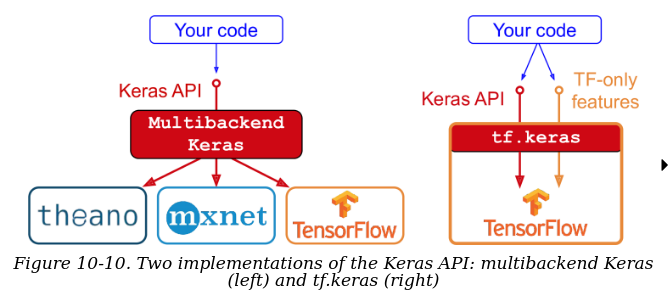 Your code
Keras API
Multibackend
Keras
theano
mxnet
TensorFlow
Your code
Keras API
TF-only
features
tf.keras
TensorFlow
Figure 10-10. Two implementations of the Keras API: multibackend Keras
(left) and tf.keras (right)